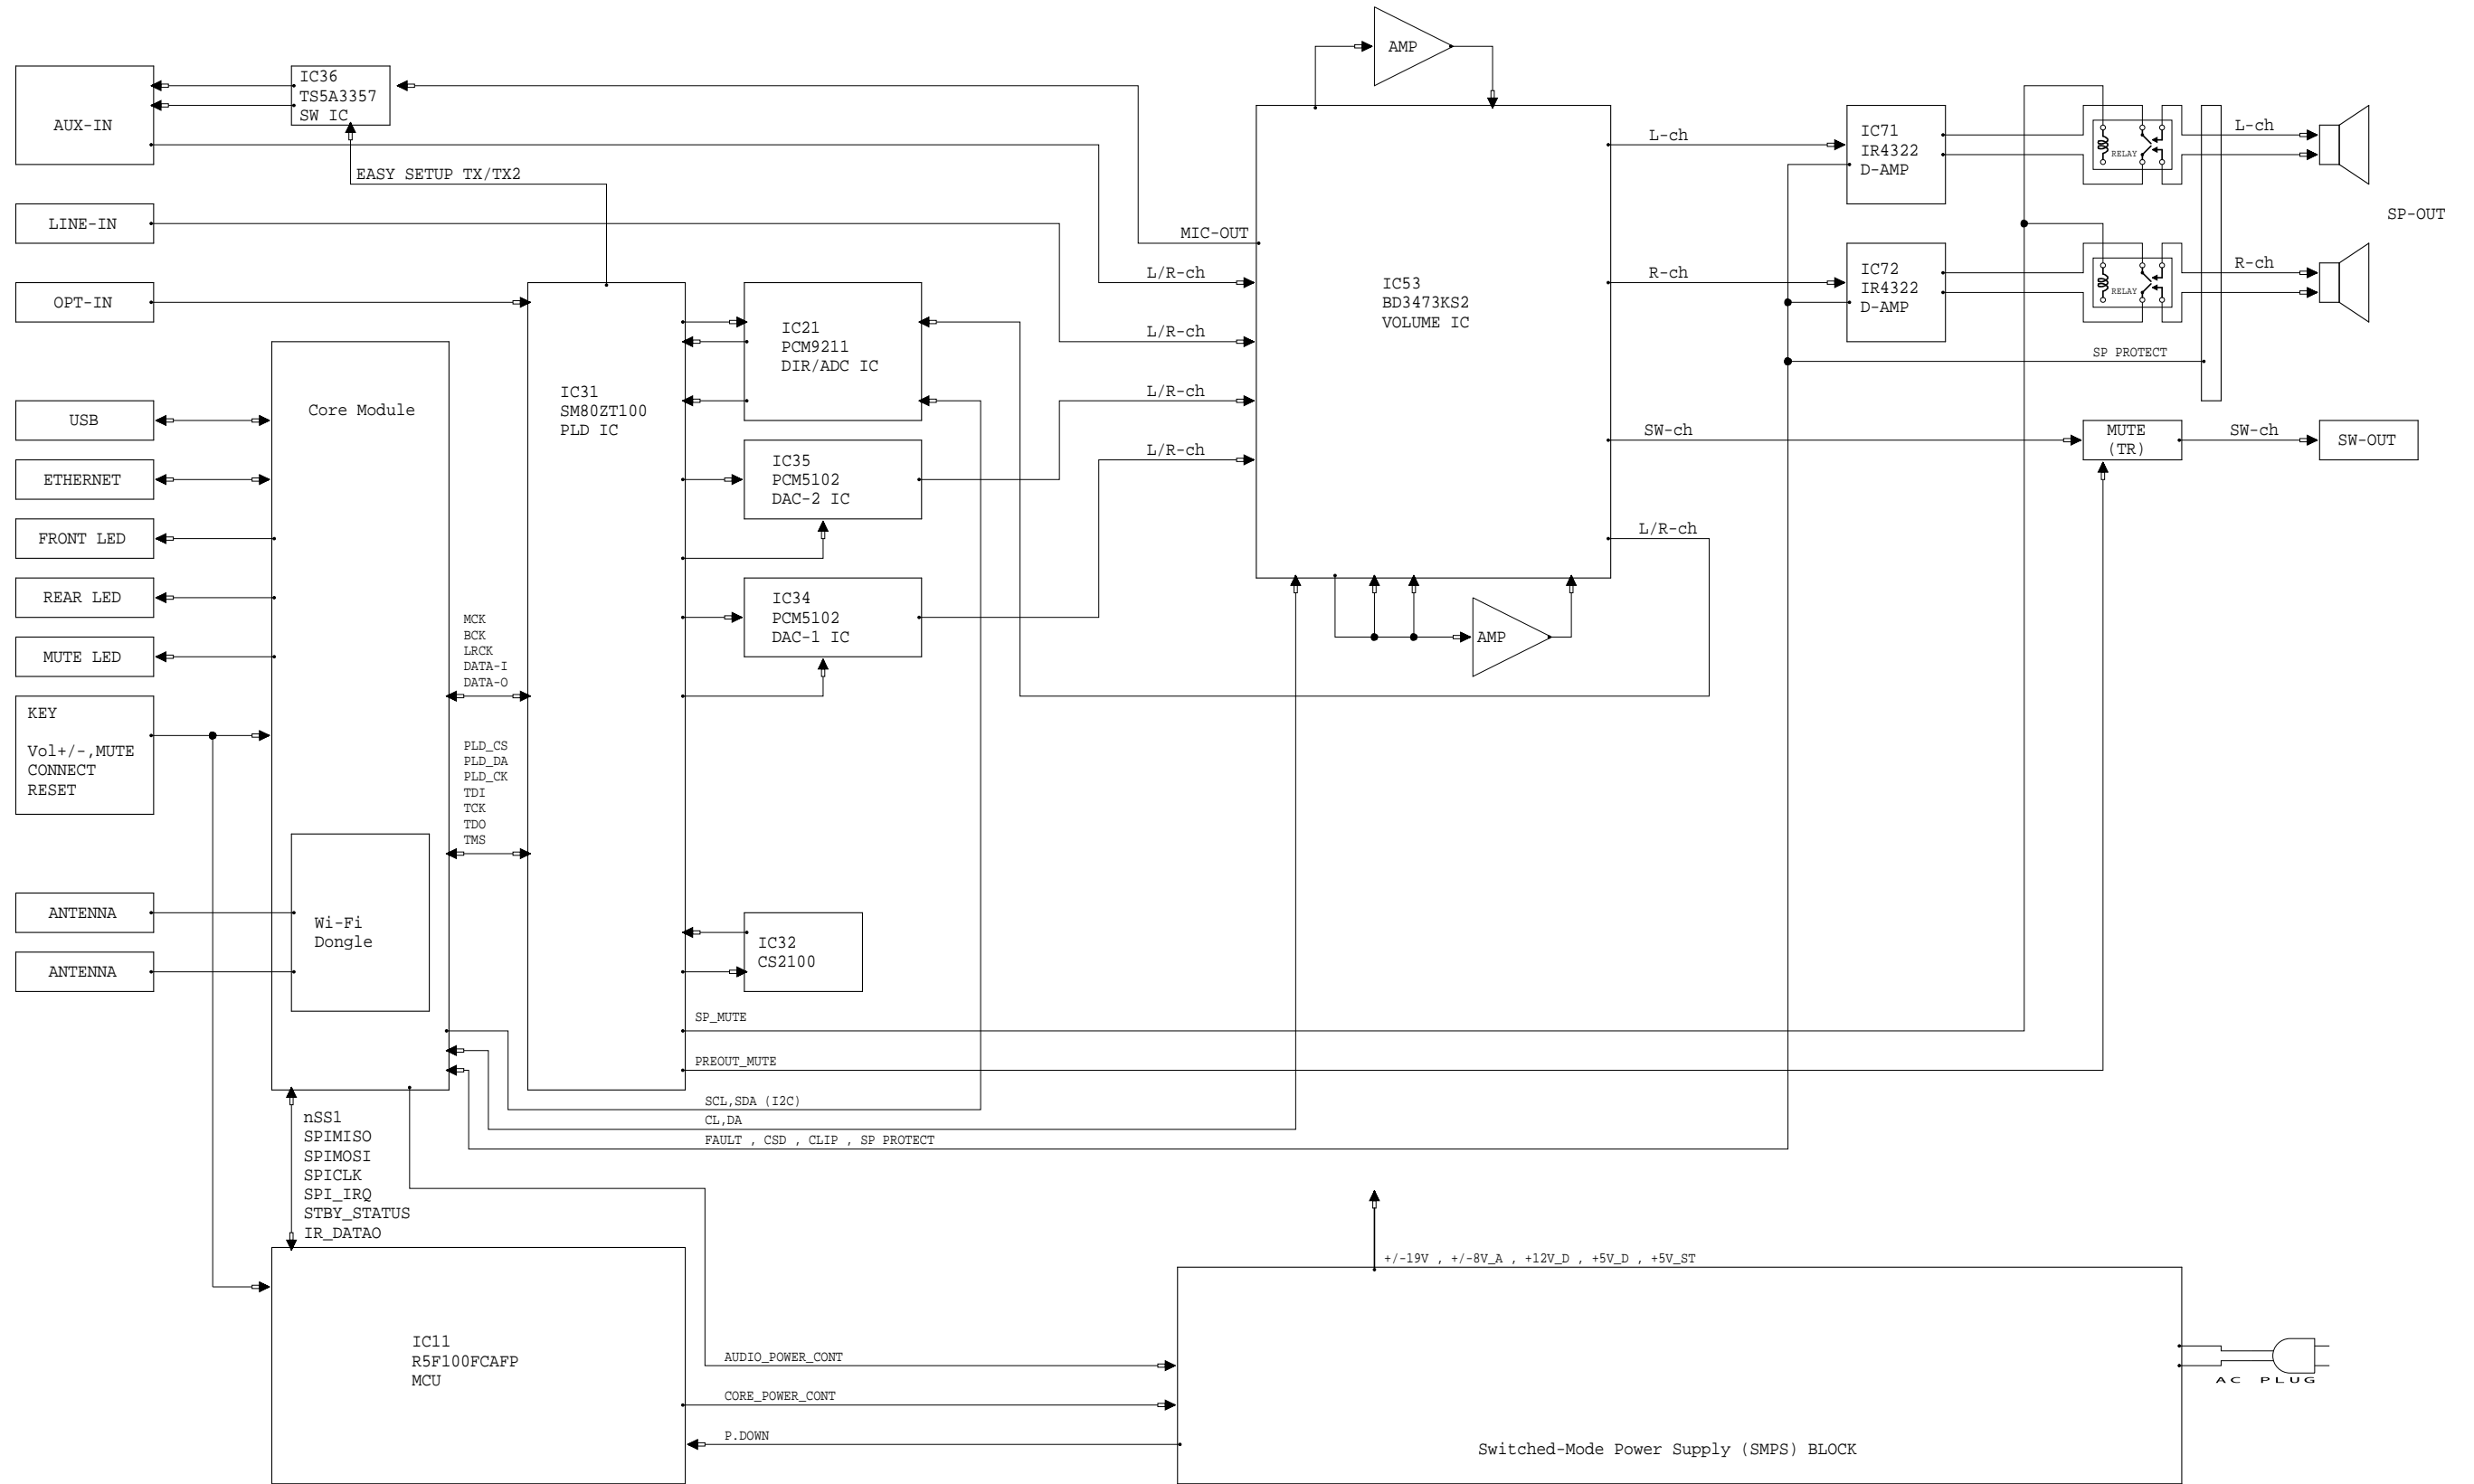 AMP
IC36
TS5A3357
SW IC
AUX-IN
EASY SETUP TX/TX2
LINE-IN
OPT-IN
MIC-OUT
L/R-ch
L/R-ch
L/R-ch
L/R-ch
IC53
BD3473KS2
VOLUME IC
L-ch
R-ch
SW-ch
L/R-ch
AMP
IC71
IR4322
D-AMP
RELAY
L-ch
SP-OUT
IC72
IR4322
D-AMP
RELAY
R-ch
SP PROTECT
MUTE
(TR)
SW-ch
SW-OUT
IC21
PCM9211
DIR/ADC IC
IC31
SM80ZT100
PLD IC
IC35
PCM5102
DAC-2 IC
IC34
PCM5102
DAC-1 IC
Core Module
USB
ETHERNET
FRONT LED
REAR LED
MUTE LED
KEY
Vol+/-,MUTE
CONNECT
RESET
MCK
BCK
LRCK
DATA-I
DATA-O
PLD_CS
PLD_DA
PLD_CK
TDI
TCK
TDO
TMS
ANTENNA
ANTENNA
Wi-Fi
Dongle
IC32
CS2100
SP_MUTE
PREOUT_MUTE
SCL,SDA (I2C)
CL,DA
FAULT , CSD , CLIP , SP PROTECT
nSS1
SPIMISO
SPIMOSI
SPICLK
SPI_IRQ
STBY_STATUS
IR_DATAO
IC11
R5F100FCAFP
MCU
AUDIO_POWER_CONT
CORE_POWER_CONT
P.DOWN
+/-19V , +/-8V_A , +12V_D , +5V_D , +5V_ST
Switched-Mode Power Supply (SMPS) BLOCK
AC PLUG